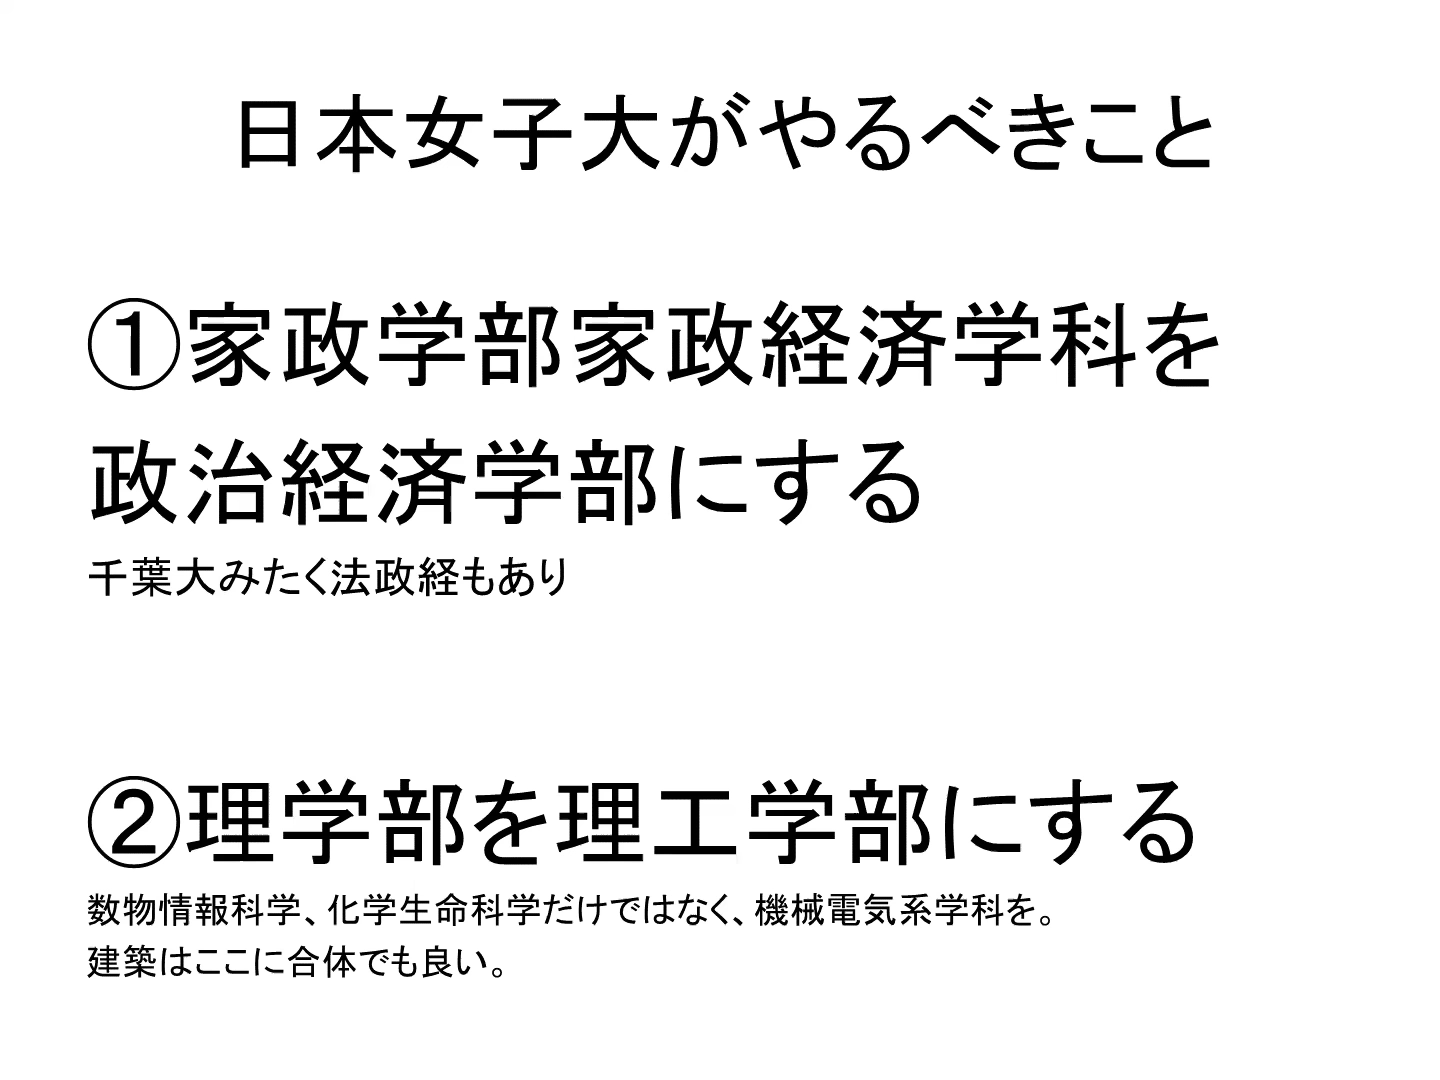 日本女子大がやるべきこと
①家政学部家政経済学科を
政治経済学部にする
千葉大みたく法政経もあり
②理学部を理工学部にする
数物情報科学、化学生命科学だけではなく、機械電気系学科を。
建築はここに合体でも良い。